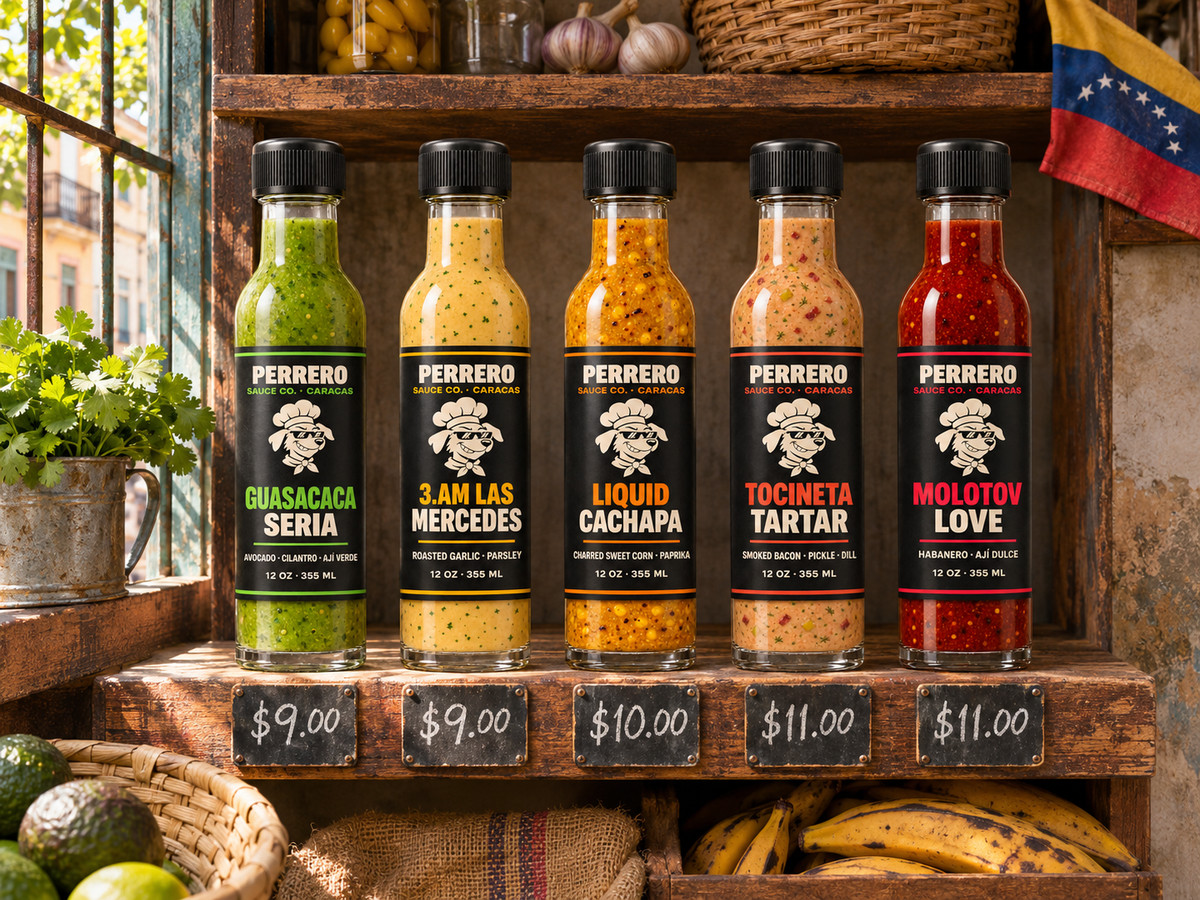 PERRERO
SAUCE CO. · CARACAS
GUASACACA
SERIA
AVOCADO · CILANTRO · AJÍ VERDE
12 OZ · 355 ML
PERRERO
SAUCE CO. · CARACAS
3.AM LAS
MERCEDES
ROASTED GARLIC · PARSLEY
12 OZ · 355 ML
PERRERO
SAUCE CO. · CARACAS
LIQUID
CACHAPA
CHARRED SWEET CORN · PAPRIKA
12 OZ · 355 ML
PERRERO
SAUCE CO. · CARACAS
TOCINETA
TARTAR
SMOKED BACON · PICKLE · DILL
12 OZ · 355 ML
PERRERO
SAUCE CO. · CARACAS
MOLOTOV
LOVE
HABANERO · AJÍ DULCE
12 OZ · 355 ML
$9.00
$9.00
$10.00
$11.00
$11.00